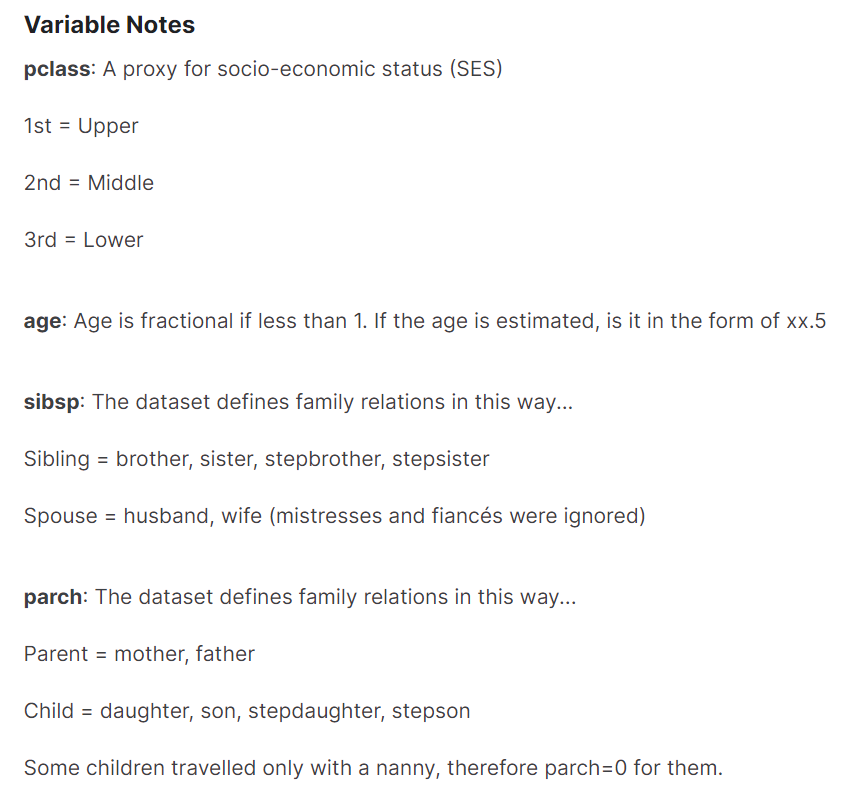 Variable Notes
pclass: A proxy for socio-economic status (SES)
1st = Upper
2nd = Middle
3rd = Lower
age: Age is fractional if less than 1. If the age is estimated, is it in the form of xx.5
sibsp: The dataset defines family relations in this way...
Sibling = brother, sister, stepbrother, stepsister
Spouse = husband, wife (mistresses and fiancés were ignored)
parch: The dataset defines family relations in this way...
Parent = mother, father
Child = daughter, son, stepdaughter, stepson
Some children travelled only with a nanny, therefore parch=0 for them.